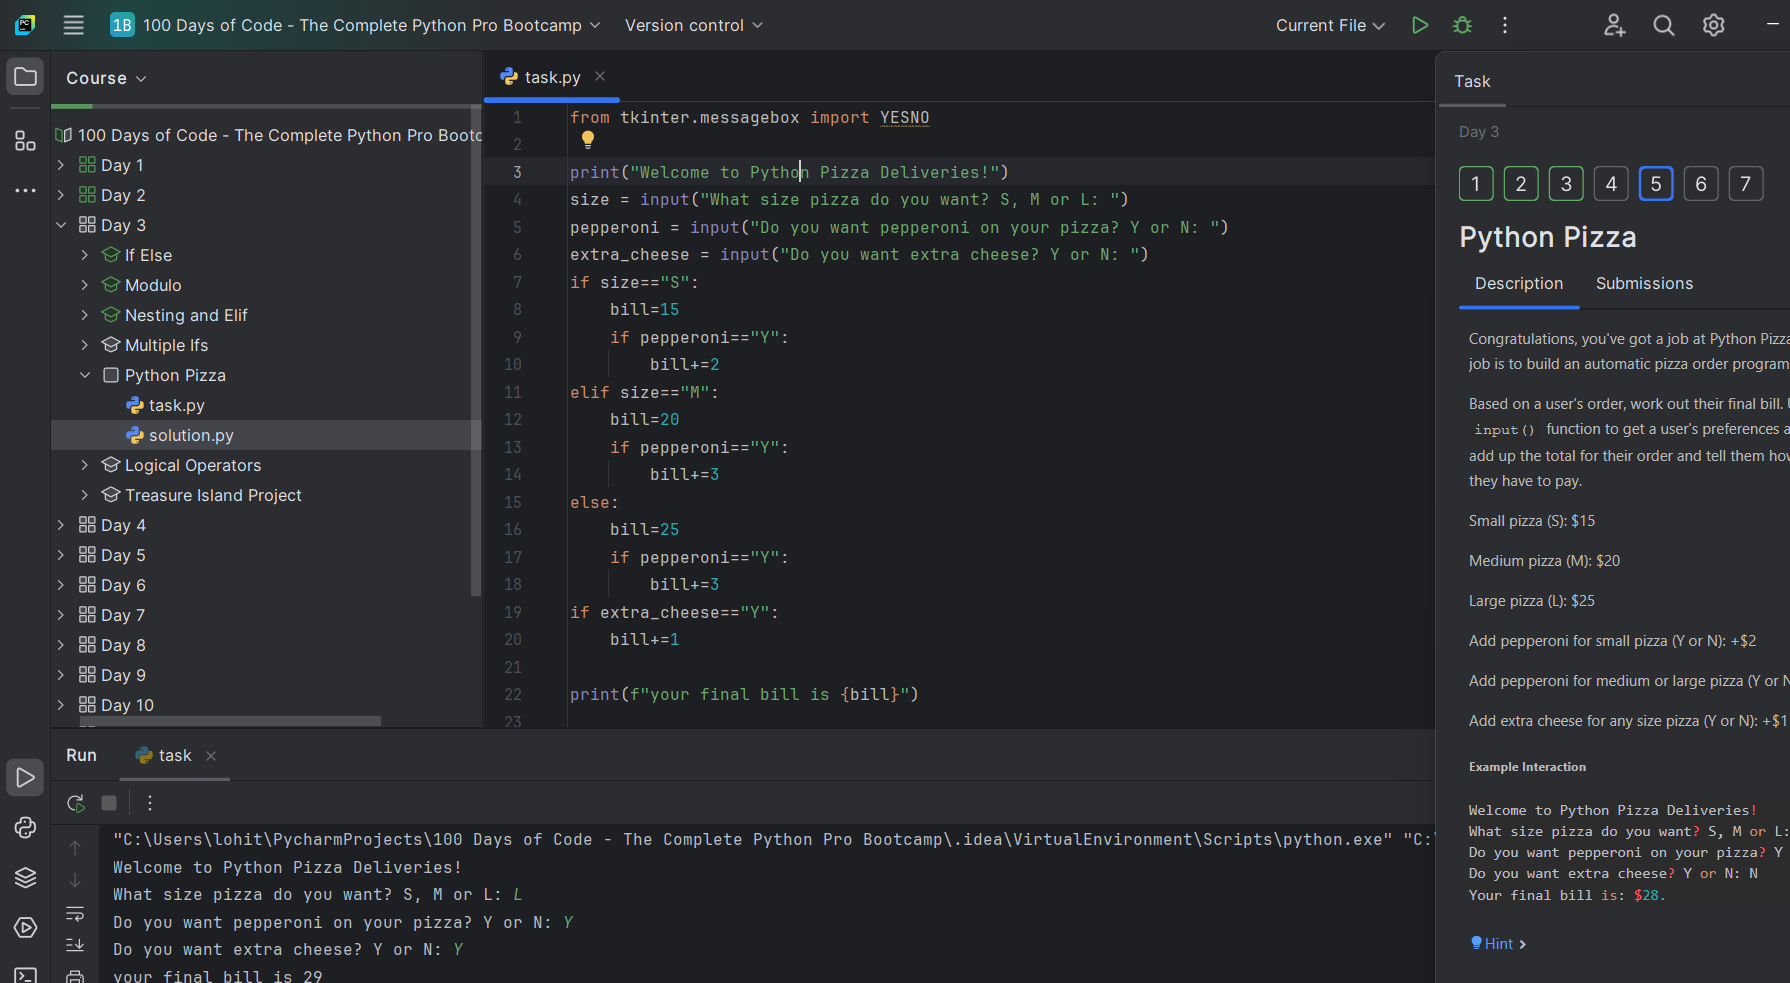 1B 100 Days of Code - The Complete Python Pro Bootcamp Version control Current File
Course
100 Days of Code - The Complete Python Pro Bootc
Day 1
Day 2
Day 3
If Else
Modulo
Nesting and Elif
Multiple Ifs
Python Pizza
task.py
solution.py
Logical Operators
Treasure Island Project
Day 4
Day 5
Day 6
Day 7
Day 8
Day 9
Day 10
task.py
1 from tkinter.messagebox import YESNO
2
3 print("Welcome to Python Pizza Deliveries!")
4 size = input("What size pizza do you want? S, M or L: ")
5 pepperoni = input("Do you want pepperoni on your pizza? Y or N: ")
6 extra_cheese = input("Do you want extra cheese? Y or N: ")
7 if size=="S":
8 bill=15
9 if pepperoni=="Y":
10 bill+=2
11 elif size=="M":
12 bill=20
13 if pepperoni=="Y":
14 bill+=3
15 else:
16 bill=25
17 if pepperoni=="Y":
18 bill+=3
19 if extra_cheese=="Y":
20 bill+=1
21
22 print(f"your final bill is {bill}")
23
Task
Day 3
1 2 3 4 5 6 7
Python Pizza
Description Submissions
Congratulations, you've got a job at Python Pizza
job is to build an automatic pizza order program
Based on a user's order, work out their final bill. U
input() function to get a user's preferences a
add up the total for their order and tell them how
they have to pay.
Small pizza (S): $15
Medium pizza (M): $20
Large pizza (L): $25
Add pepperoni for small pizza (Y or N): +$2
Add pepperoni for medium or large pizza (Y or N
Add extra cheese for any size pizza (Y or N): +$1
Example Interaction
Welcome to Python Pizza Deliveries!
What size pizza do you want? S, M or L:
Do you want pepperoni on your pizza? Y
Do you want extra cheese? Y or N: N
Your final bill is: $28.
Hint
Run task
"C:\Users\lohit\PycharmProjects\100 Days of Code - The Complete Python Pro Bootcamp\.idea\VirtualEnvironment\Scripts\python.exe" "C:\
Welcome to Python Pizza Deliveries!
What size pizza do you want? S, M or L: L
Do you want pepperoni on your pizza? Y or N: Y
Do you want extra cheese? Y or N: Y
your final bill is 29